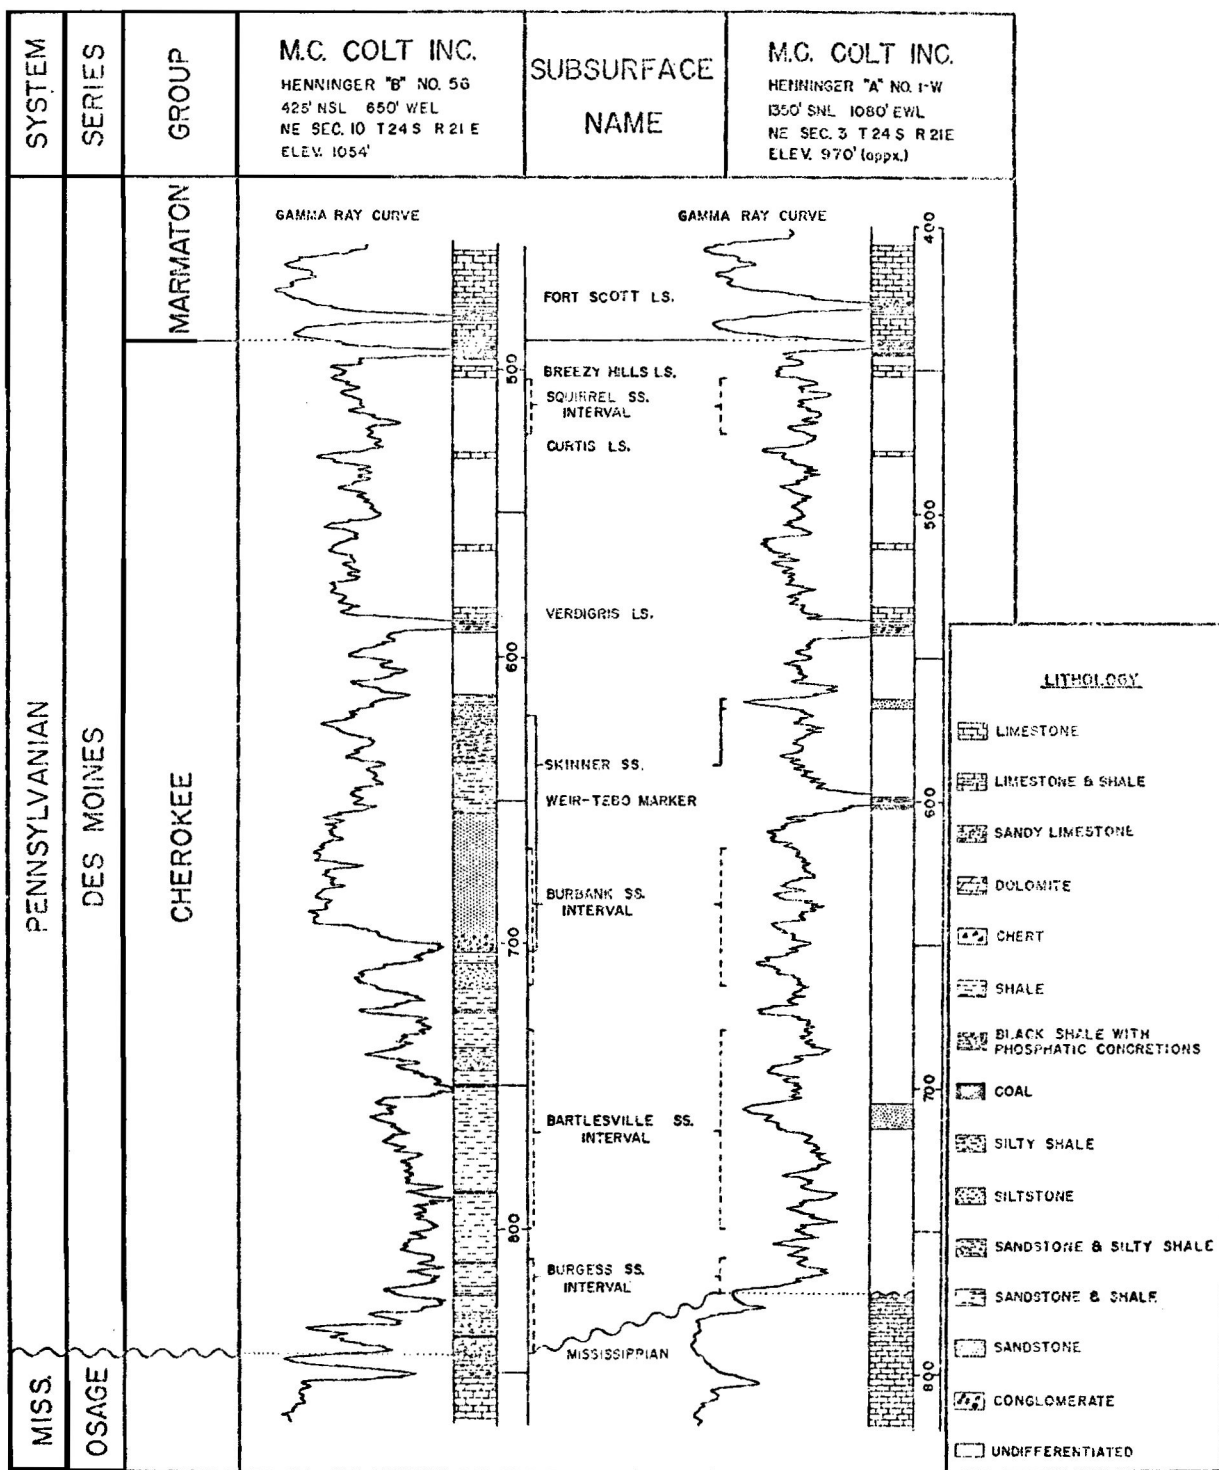 SYSTEM
SERIES
GROUP
M.C. COLT INC.
HENNINGER "B" NO. 56
425' NSL 650' WEL
NE SEC. 10 T24S R21E
ELEV. 1054'
SUBSURFACE
NAME
M.C. COLT INC.
HENNINGER "A" NO. 1-W
1350' SNL 1080' EWL
NE SEC. 3 T24S R21E
ELEV. 970' (appx.)
PENNSYLVANIAN
MISS.
DES MOINES
OSAGE
MARMATON
CHEROKEE
GAMMA RAY CURVE
GAMMA RAY CURVE
500
600
700
800
FORT SCOTT LS.
BREEZY HILLS LS.
SQUIRREL SS.
INTERVAL
CURTIS LS.
VERDIGRIS LS.
SKINNER SS.
WEIR-TEBO MARKER
BURBANK SS.
INTERVAL
BARTLESVILLE SS.
INTERVAL
BURGESS SS.
INTERVAL
MISSISSIPPIAN
400
500
600
700
800
LITHOLOGY
LIMESTONE
LIMESTONE & SHALE
SANDY LIMESTONE
DOLOMITE
CHERT
SHALE
BLACK SHALE WITH
PHOSPHATIC CONCRETIONS
COAL
SILTY SHALE
SILTSTONE
SANDSTONE & SILTY SHALE
SANDSTONE & SHALE
SANDSTONE
CONGLOMERATE
UNDIFFERENTIATED